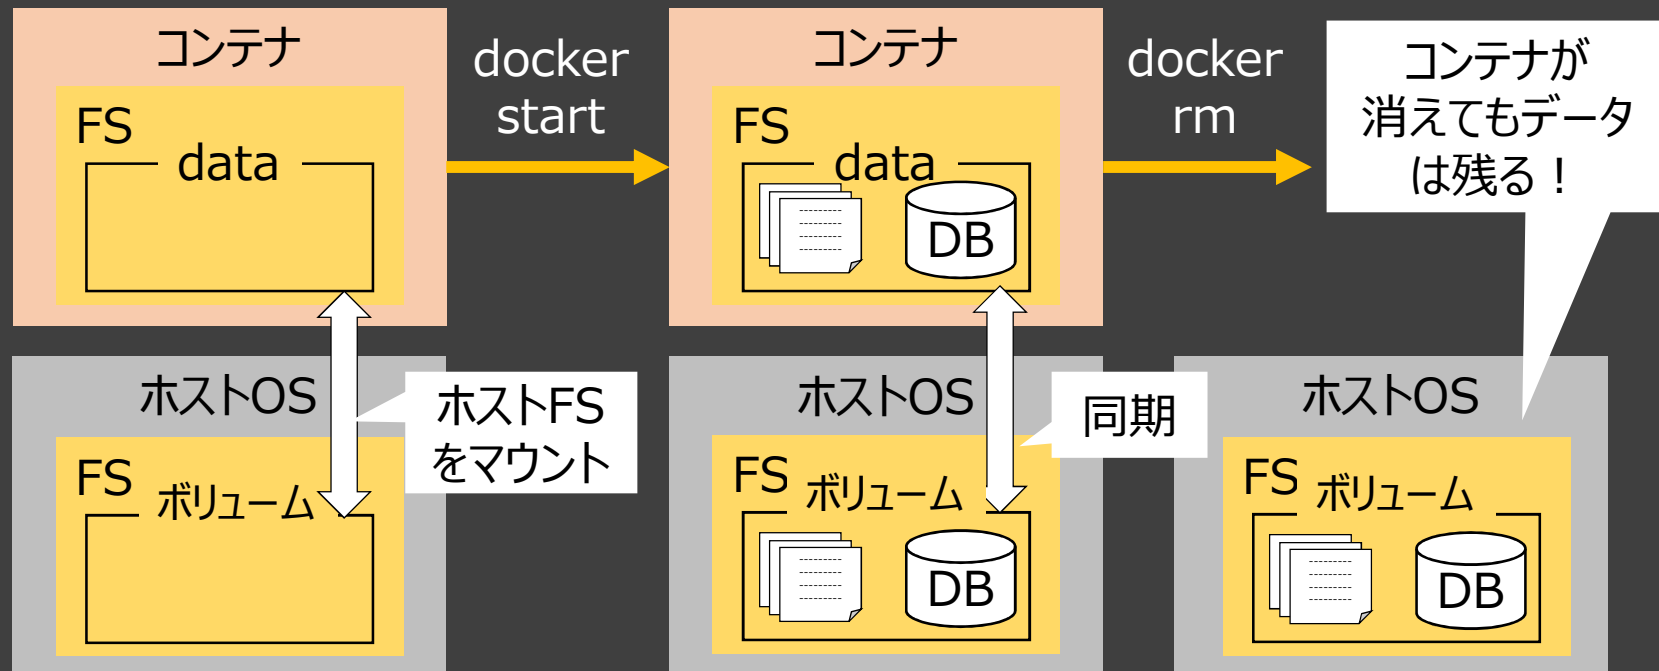 コンテナ
FS
data
docker
start
コンテナ
FS
data
DB
docker
rm
コンテナが
消えてもデータ
は残る！
ホストOS
FS
ボリューム
ホストFS
をマウント
ホストOS
FS
ボリューム
DB
同期
ホストOS
FS
ボリューム
DB